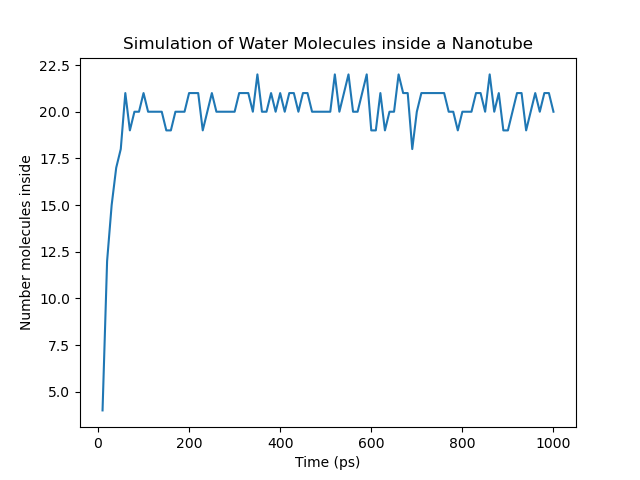 Simulation of Water Molecules inside a Nanotube
22.5
20.0
17.5
15.0
12.5
10.0
7.5
5.0
Number molecules inside
0 200 400 600 800 1000
Time (ps)